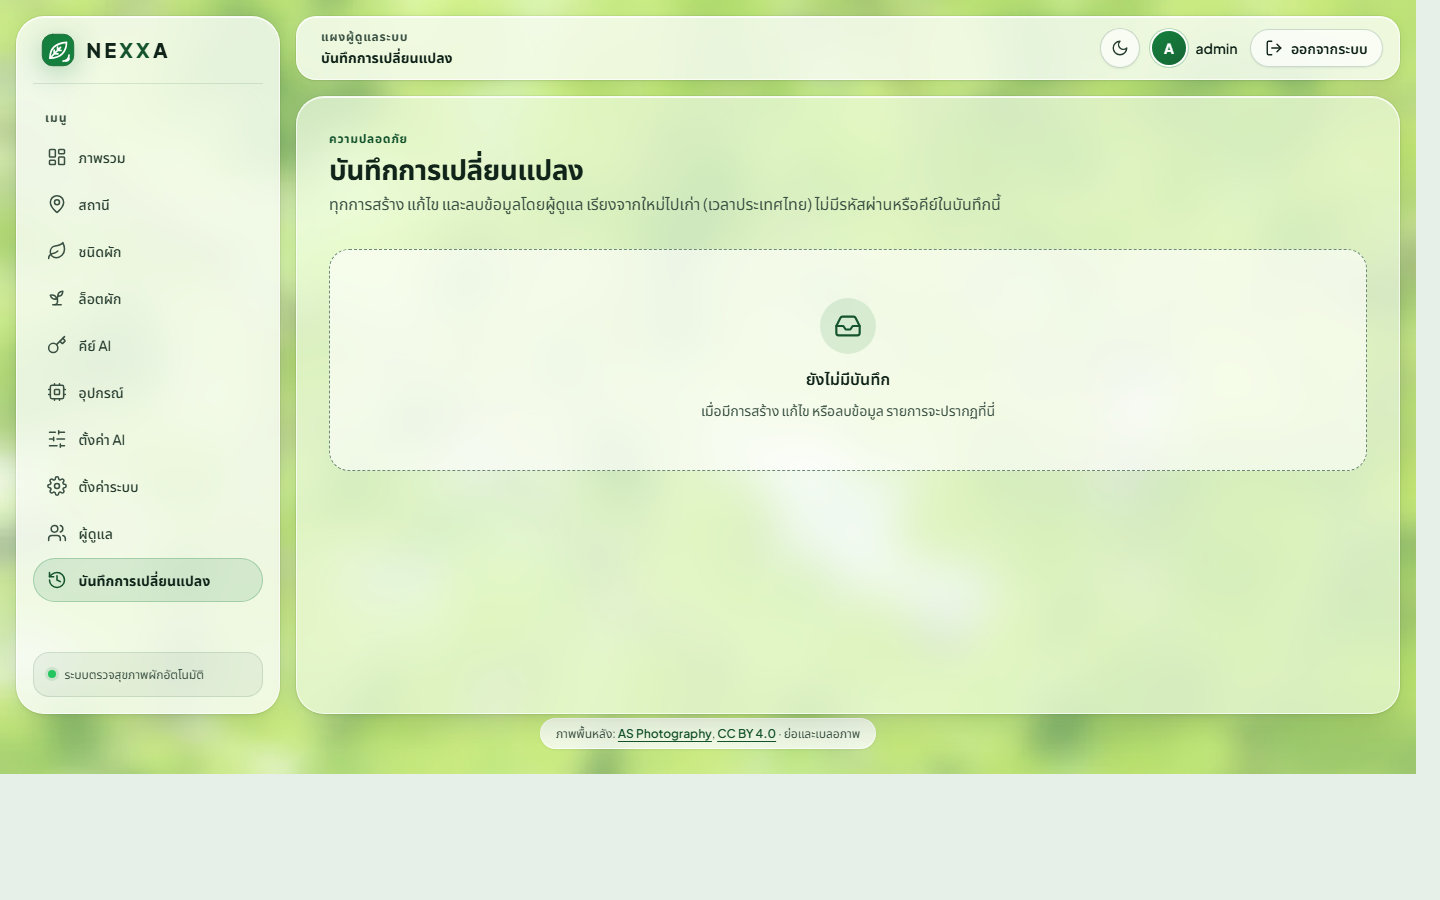 NEXXA
เมนู
ภาพรวม
สถานี
ชนิดผัก
ล็อตผัก
คีย์ AI
อุปกรณ์
ตั้งค่า AI
ตั้งค่าระบบ
ผู้ดูแล
บันทึกการเปลี่ยนแปลง
ระบบตรวจสุขภาพผักอัตโนมัติ
แผงผู้ดูแลระบบ
บันทึกการเปลี่ยนแปลง
A admin ออกจากระบบ
ความปลอดภัย
บันทึกการเปลี่ยนแปลง
ทุกการสร้าง แก้ไข และลบข้อมูลโดยผู้ดูแล เรียงจากใหม่ไปเก่า (เวลาประเทศไทย) ไม่มีรหัสผ่านหรือคีย์ในบันทึกนี้
ยังไม่มีบันทึก
เมื่อมีการสร้าง แก้ไข หรือลบข้อมูล รายการจะปรากฏที่นี่
ภาพพื้นหลัง: AS Photography, CC BY 4.0 · ย่อและเบลอภาพ